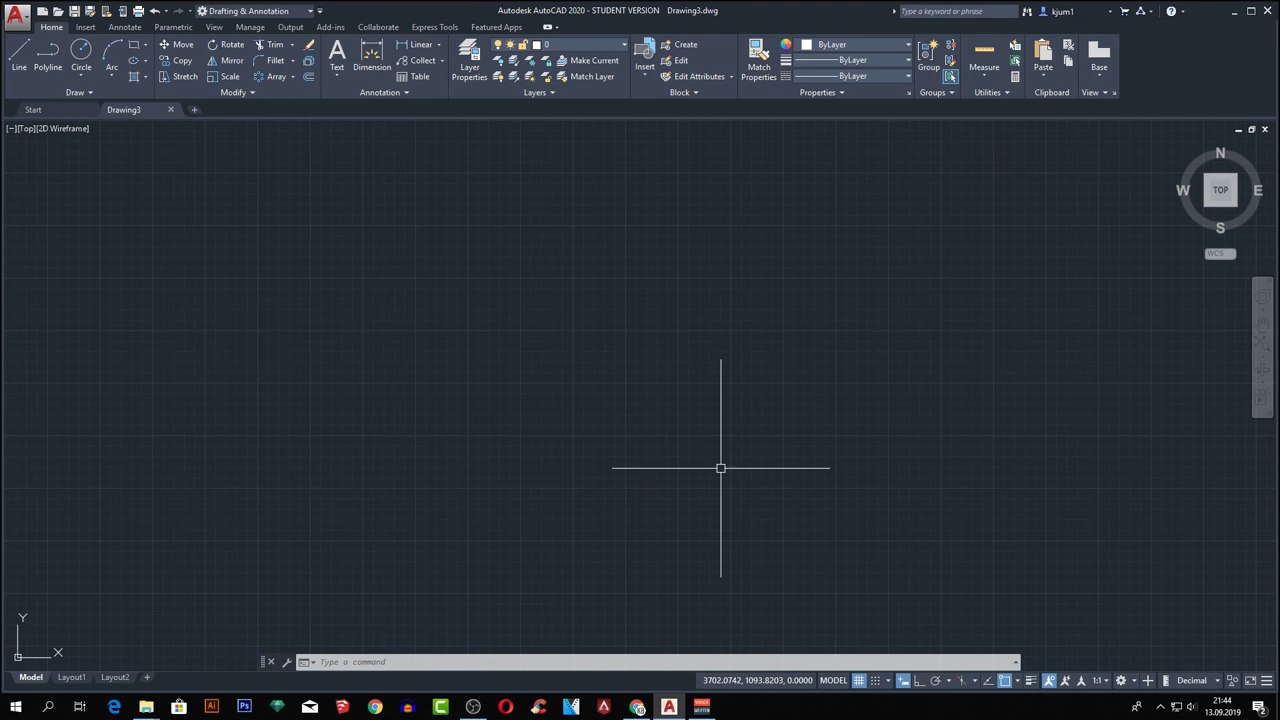 Drafting & Annotation
Autodesk AutoCAD 2020 - STUDENT VERSION Drawing3.dwg
Type a keyword or phrase
kjum1
Home Insert Annotate Parametric View Manage Output Add-ins Collaborate Express Tools Featured Apps
Line Polyline Circle Arc
Move Rotate Trim
Copy Mirror Fillet
Stretch Scale Array
Text Dimension
Linear
Collect
Table
Layer Properties
0
Make Current
Match Layer
Insert
Create
Edit
Edit Attributes
Match Properties
ByLayer
ByLayer
ByLayer
Group
Measure
Paste
Base
Draw Modify Annotation Layers Block Properties Groups Utilities Clipboard View
Start Drawing3
[−][Top][2D Wireframe]
N
W TOP E
S
WCS
Y
X
Type a command
Model Layout1 Layout2
3702.0742, 1093.8203, 0.0000 MODEL 1:1 Decimal
21:44
13.09.2019